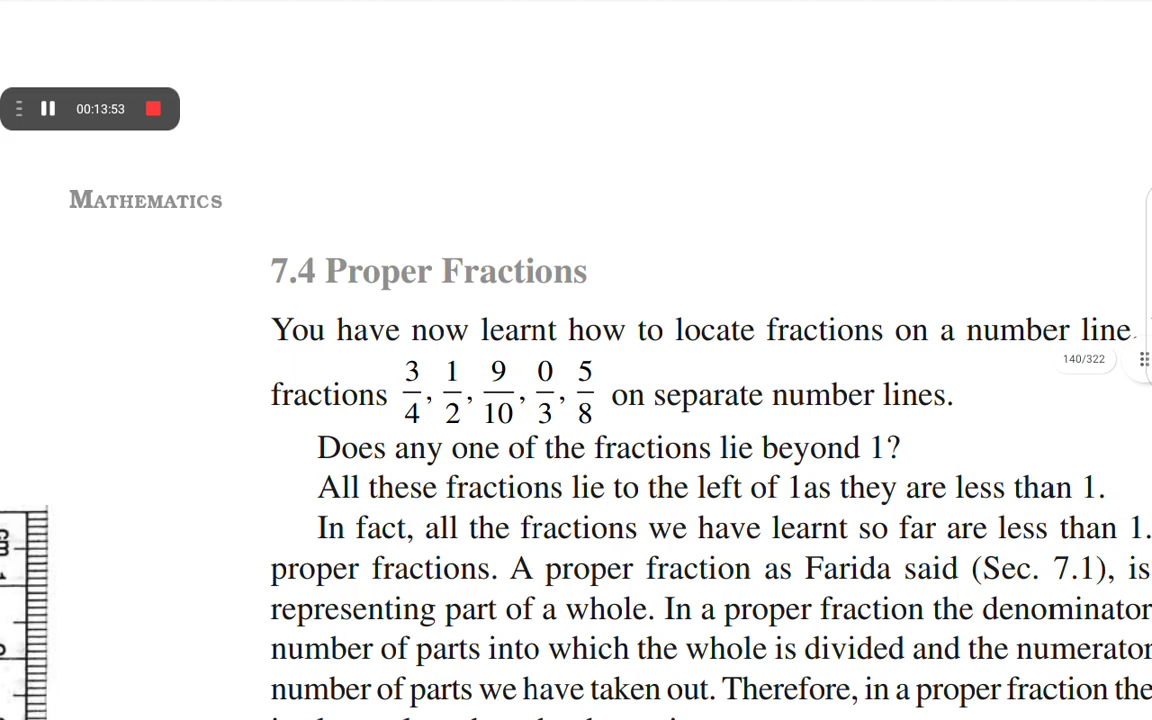 00:13:53
MATHEMATICS
7.4 Proper Fractions
You have now learnt how to locate fractions on a number line.
140/322
fractions 3/4, 1/2, 9/10, 0/3, 5/8 on separate number lines.
Does any one of the fractions lie beyond 1?
All these fractions lie to the left of 1as they are less than 1.
In fact, all the fractions we have learnt so far are less than 1.
proper fractions. A proper fraction as Farida said (Sec. 7.1), is
representing part of a whole. In a proper fraction the denominator
number of parts into which the whole is divided and the numerator
number of parts we have taken out. Therefore, in a proper fraction the
cm